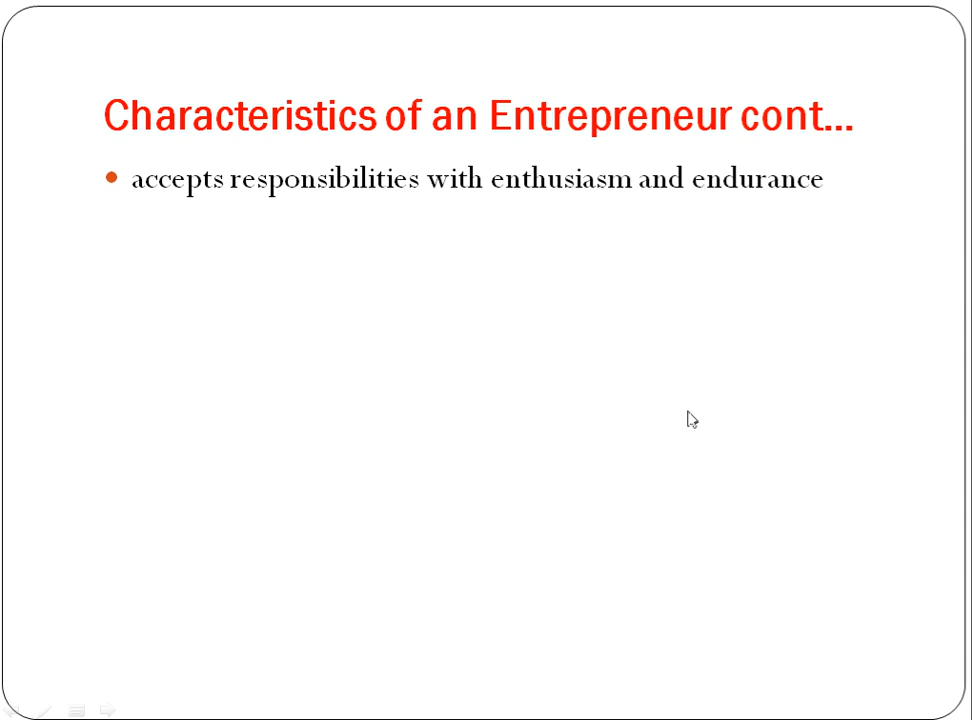 Characteristics of an Entrepreneur cont...
accepts responsibilities with enthusiasm and endurance